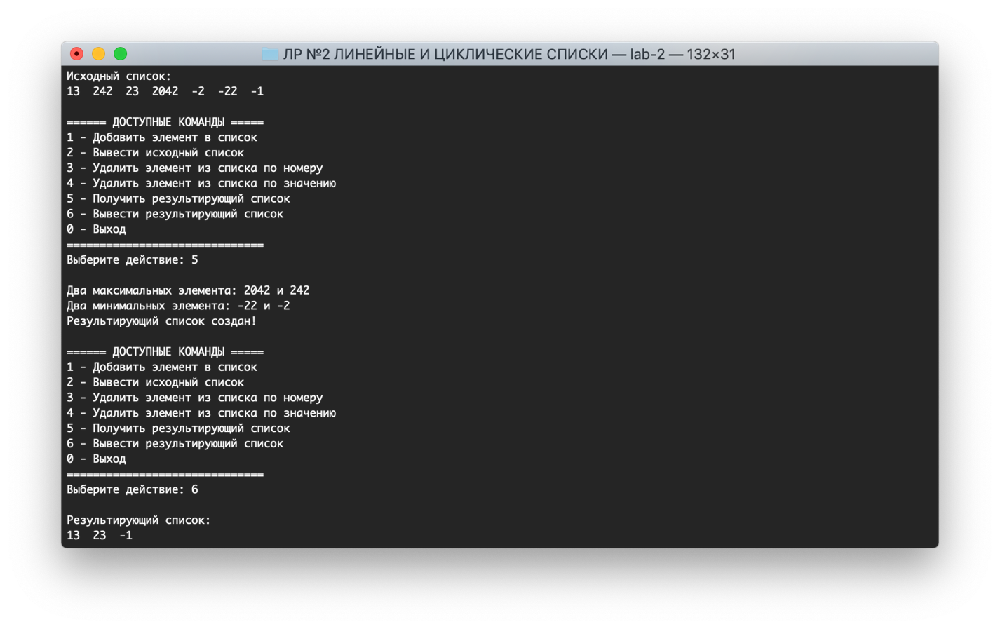 ЛР №2 ЛИНЕЙНЫЕ И ЦИКЛИЧЕСКИЕ СПИСКИ — lab-2 — 132×31
Исходный список:
13  242  23  2042  -2  -22  -1
====== ДОСТУПНЫЕ КОМАНДЫ =====
1 - Добавить элемент в список
2 - Вывести исходный список
3 - Удалить элемент из списка по номеру
4 - Удалить элемент из списка по значению
5 - Получить результирующий список
6 - Вывести результирующий список
0 - Выход
==============================
Выберите действие: 5
Два максимальных элемента: 2042 и 242
Два минимальных элемента: -22 и -2
Результирующий список создан!
====== ДОСТУПНЫЕ КОМАНДЫ =====
1 - Добавить элемент в список
2 - Вывести исходный список
3 - Удалить элемент из списка по номеру
4 - Удалить элемент из списка по значению
5 - Получить результирующий список
6 - Вывести результирующий список
0 - Выход
==============================
Выберите действие: 6
Результирующий список:
13  23  -1